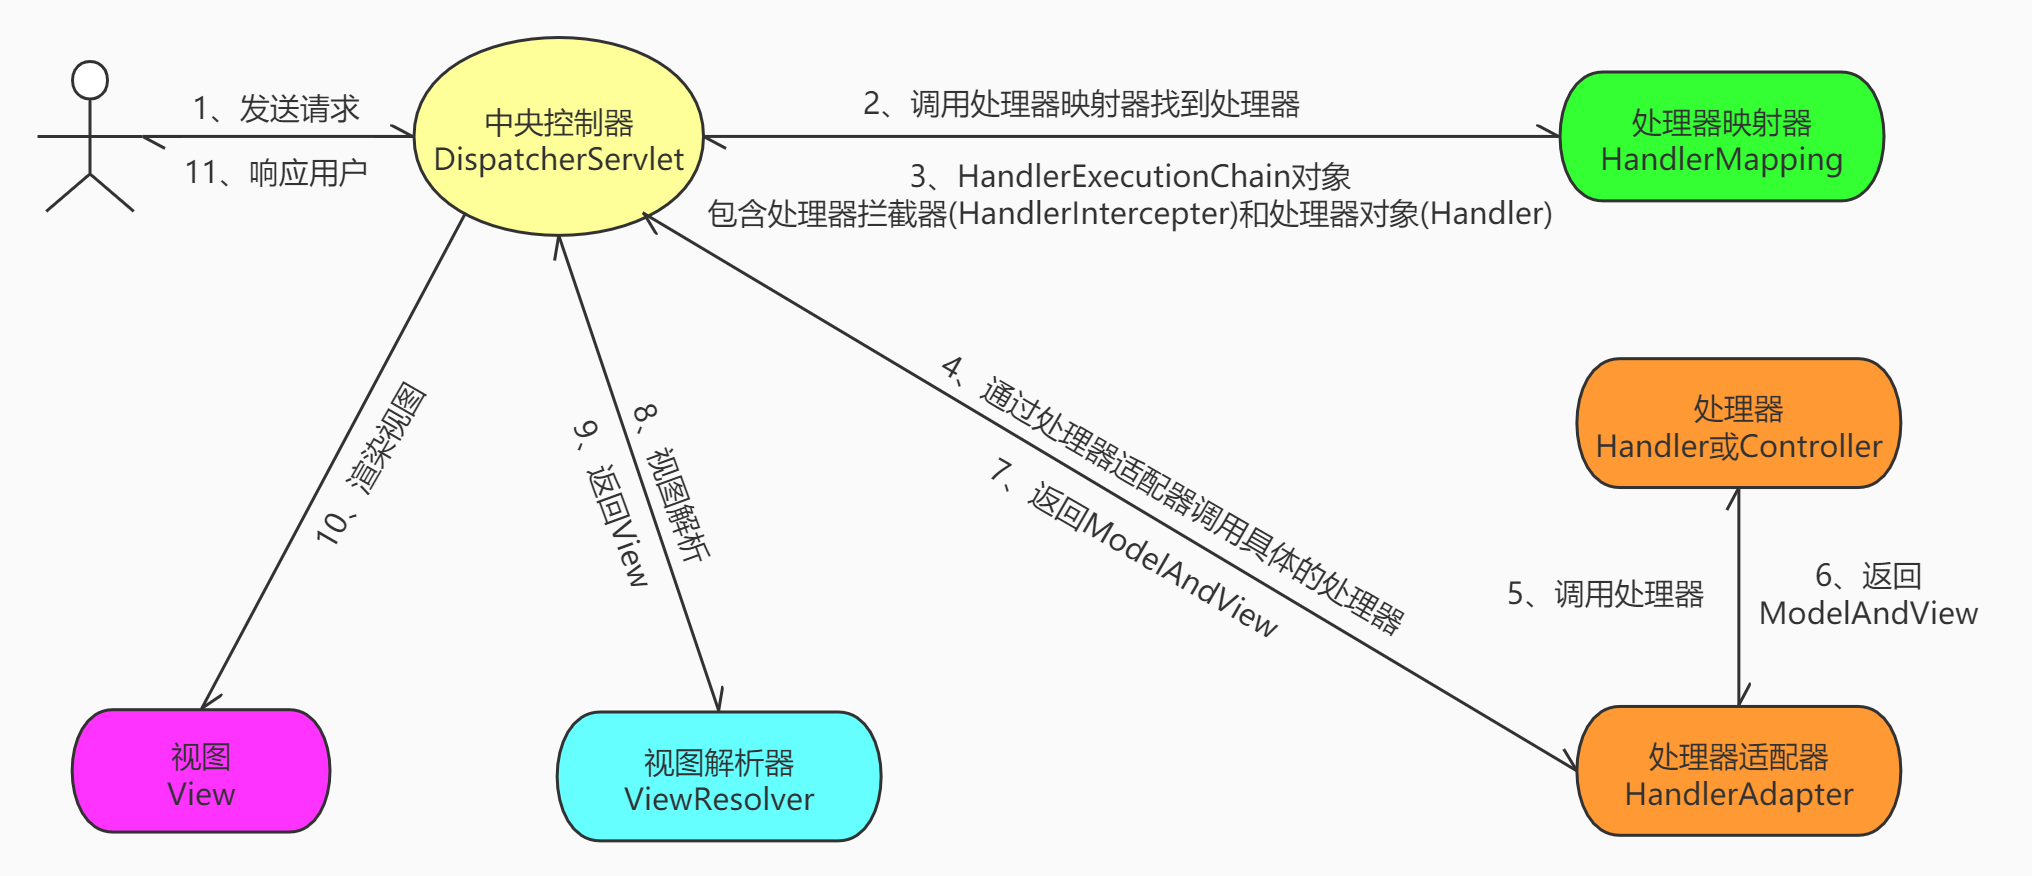 1、发送请求
11、响应用户
中央控制器
DispatcherServlet
2、调用处理器映射器找到处理器
3、HandlerExecutionChain对象
包含处理器拦截器(HandlerIntercepter)和处理器对象(Handler)
处理器映射器
HandlerMapping
4、通过处理器适配器调用具体的处理器
7、返回ModelAndView
处理器
Handler或Controller
5、调用处理器
6、返回
ModelAndView
处理器适配器
HandlerAdapter
8、视图解析
9、返回View
视图解析器
ViewResolver
10、渲染视图
视图
View